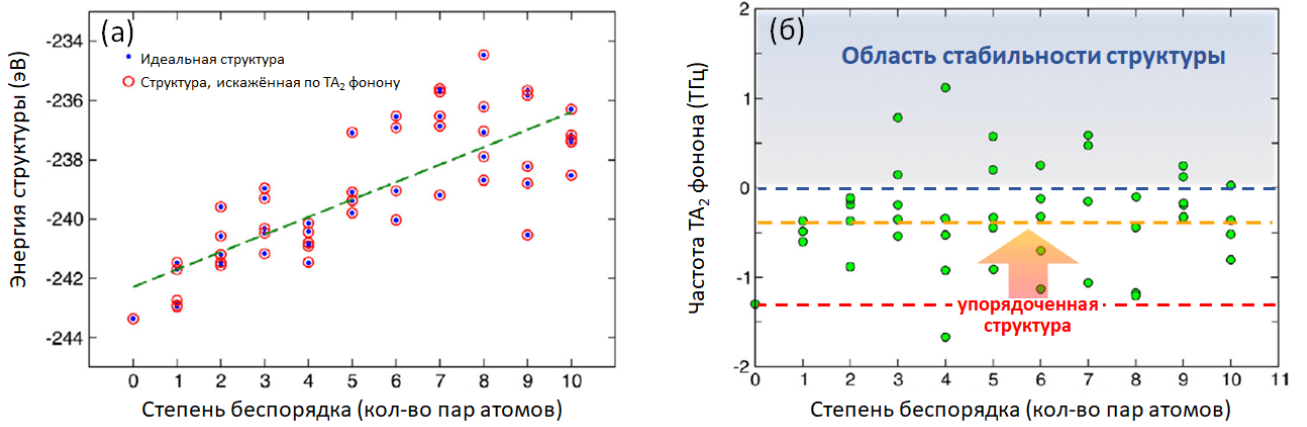 (а)
Идеальная структура
Структура, искажённая по TA₂ фонону
Энергия структуры (эВ)
-234
-236
-238
-240
-242
-244
0 1 2 3 4 5 6 7 8 9 10
Степень беспорядка (кол-во пар атомов)
(б)
Область стабильности структуры
Частота TA₂ фонона (ТГц)
2
1
0
-1
-2
упорядоченная
структура
0 1 2 3 4 5 6 7 8 9 10 11
Степень беспорядка (кол-во пар атомов)